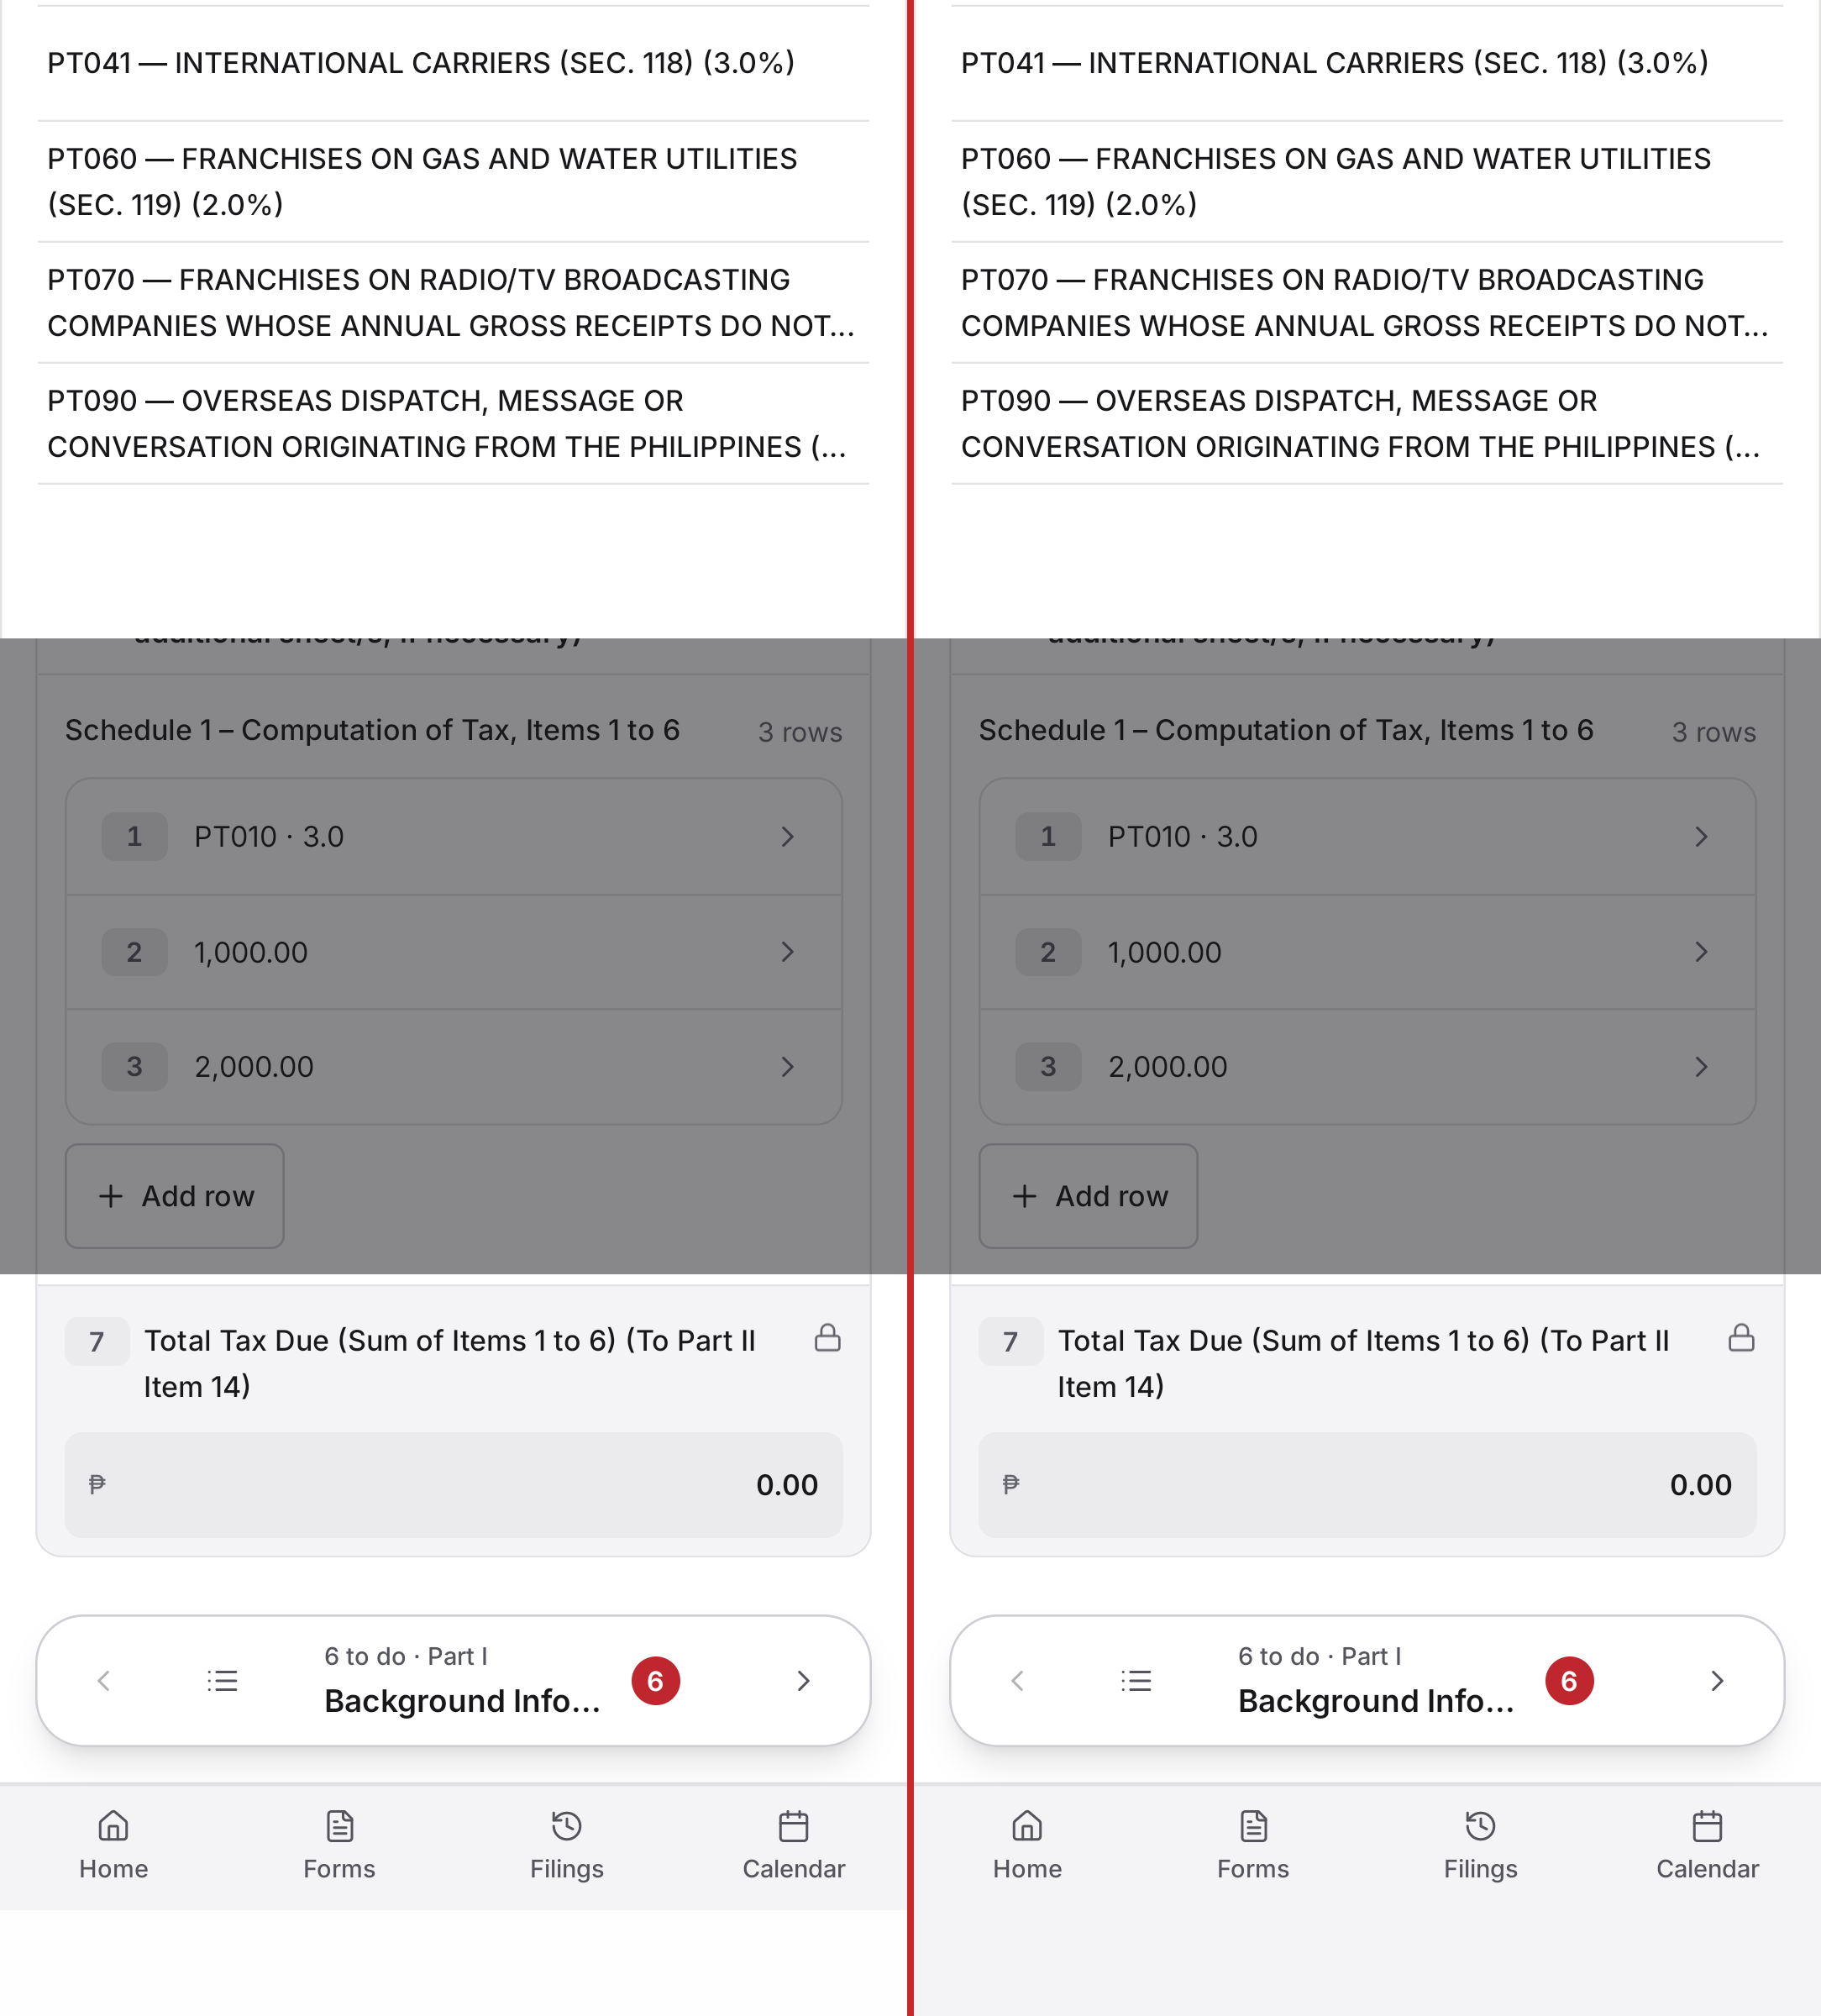 PT041 — INTERNATIONAL CARRIERS (SEC. 118) (3.0%)
PT060 — FRANCHISES ON GAS AND WATER UTILITIES
(SEC. 119) (2.0%)
PT070 — FRANCHISES ON RADIO/TV BROADCASTING
COMPANIES WHOSE ANNUAL GROSS RECEIPTS DO NOT...
PT090 — OVERSEAS DISPATCH, MESSAGE OR
CONVERSATION ORIGINATING FROM THE PHILIPPINES (...
additional sheet/s, if necessary)
Schedule 1 – Computation of Tax, Items 1 to 6 3 rows
1 PT010 · 3.0
2 1,000.00
3 2,000.00
+ Add row
7 Total Tax Due (Sum of Items 1 to 6) (To Part II
Item 14)
₱ 0.00
6 to do · Part I
Background Info... 6
Home Forms Filings Calendar
PT041 — INTERNATIONAL CARRIERS (SEC. 118) (3.0%)
PT060 — FRANCHISES ON GAS AND WATER UTILITIES
(SEC. 119) (2.0%)
PT070 — FRANCHISES ON RADIO/TV BROADCASTING
COMPANIES WHOSE ANNUAL GROSS RECEIPTS DO NOT...
PT090 — OVERSEAS DISPATCH, MESSAGE OR
CONVERSATION ORIGINATING FROM THE PHILIPPINES (...
additional sheet/s, if necessary)
Schedule 1 – Computation of Tax, Items 1 to 6 3 rows
1 PT010 · 3.0
2 1,000.00
3 2,000.00
+ Add row
7 Total Tax Due (Sum of Items 1 to 6) (To Part II
Item 14)
₱ 0.00
6 to do · Part I
Background Info... 6
Home Forms Filings Calendar